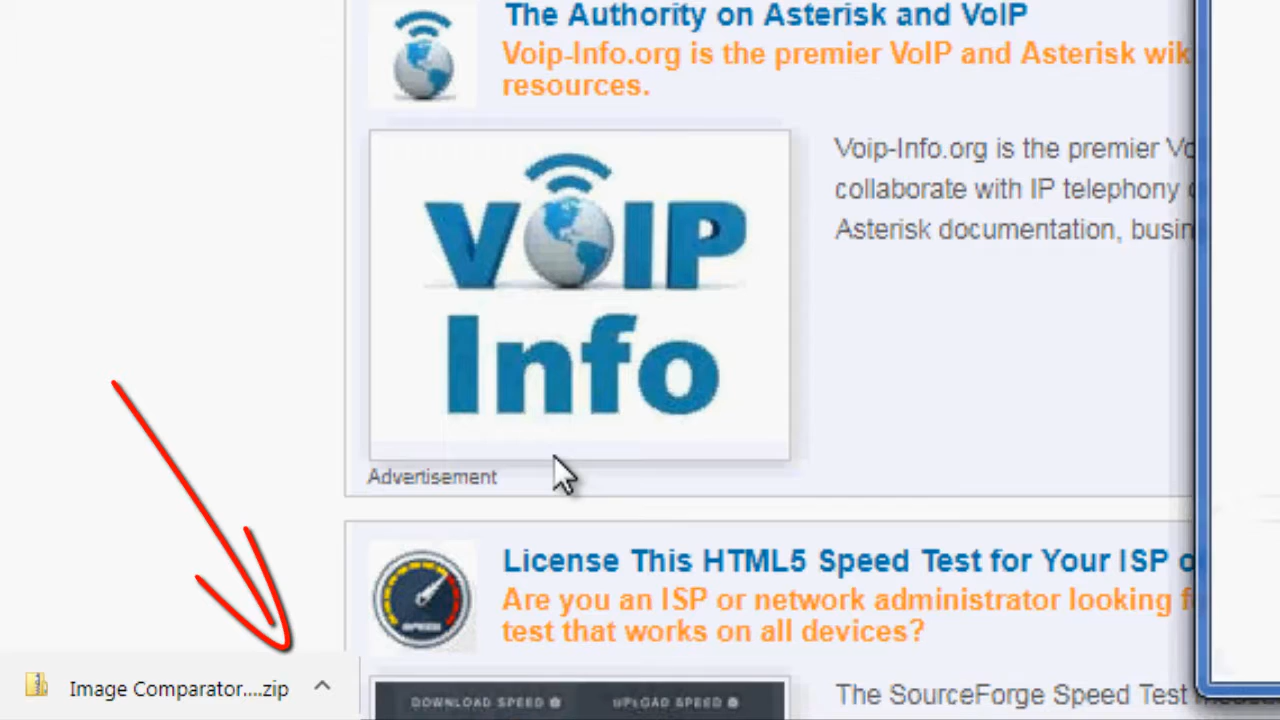 The Authority on Asterisk and VoIP
Voip-Info.org is the premier VoIP and Asterisk wik
resources.
VOIP
Info
Voip-Info.org is the premier Vo
collaborate with IP telephony
Asterisk documentation, busin
Advertisement
License This HTML5 Speed Test for Your ISP o
Are you an ISP or network administrator looking f
test that works on all devices?
SPEED
Image Comparator....zip
DOWNLOAD SPEED
UPLOAD SPEED
The SourceForge Speed Test